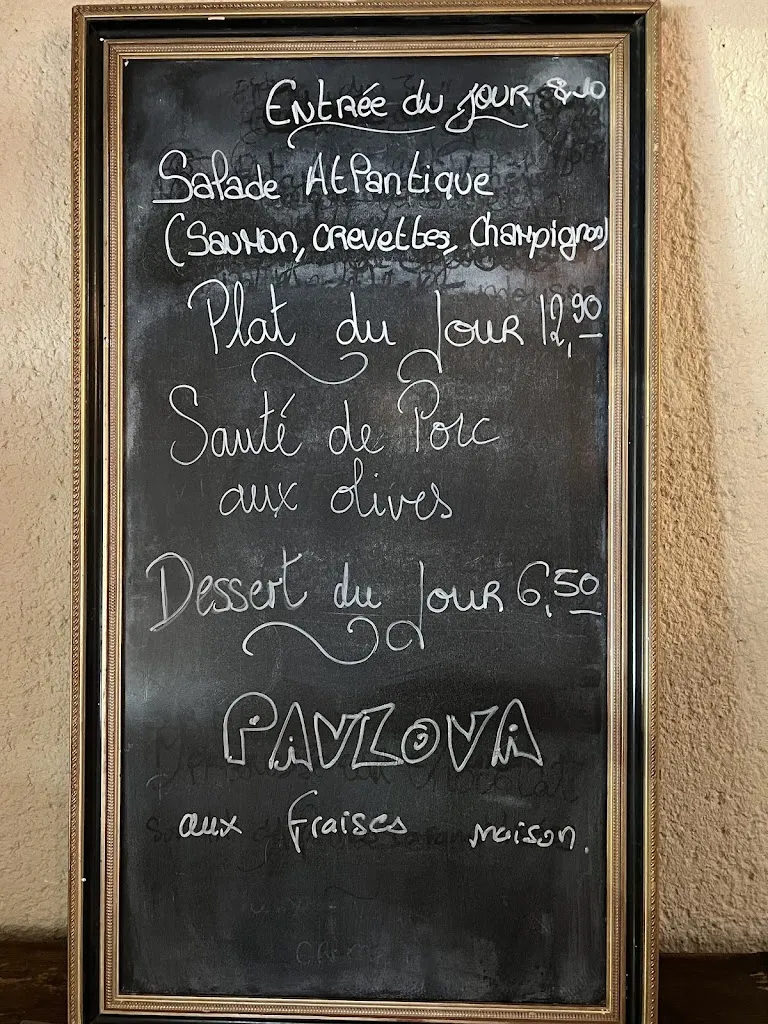 Entrée du jour 8,10
Salade Atlantique
(Saumon, crevettes, champignons)
Plat du Jour 12,90
Sauté de Porc
aux olives
Dessert du Jour 6,50
PAVLOVA
aux fraises maison.